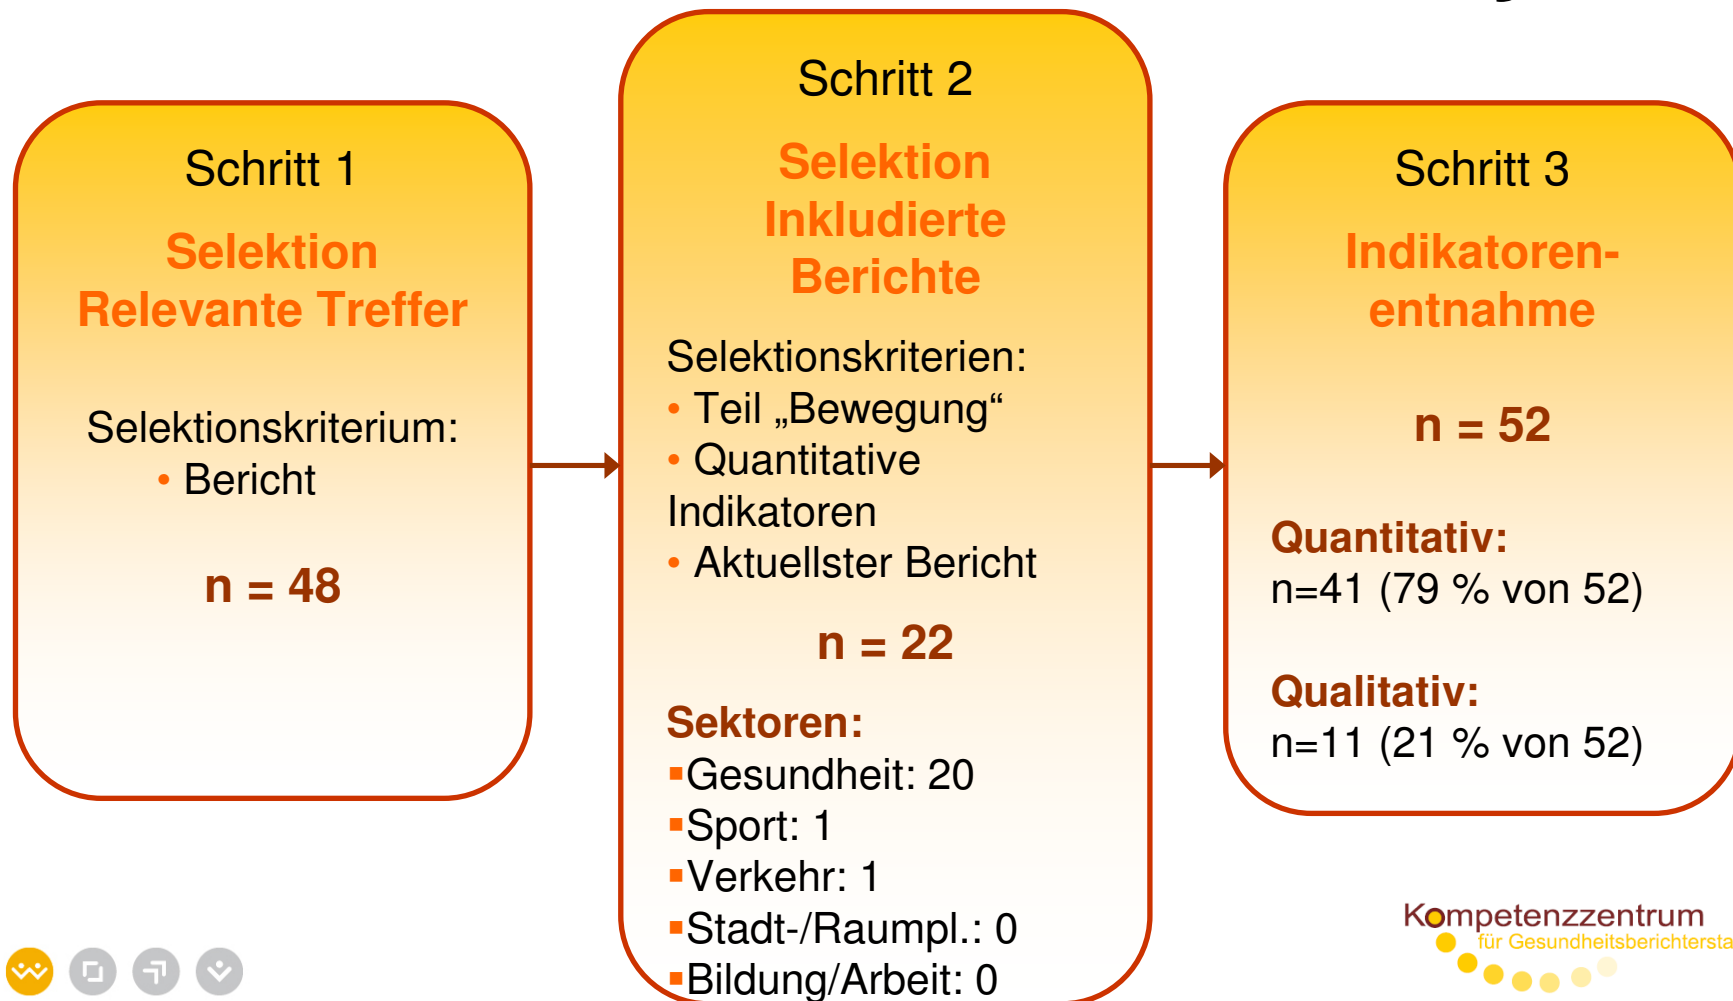 Schritt 1
Selektion
Relevante Treffer
Selektionskriterium:
• Bericht
n = 48
Schritt 2
Selektion
Inkludierte
Berichte
Selektionskriterien:
• Teil „Bewegung“
• Quantitative
Indikatoren
• Aktuellster Bericht
n = 22
Sektoren:
▪Gesundheit: 20
▪Sport: 1
▪Verkehr: 1
▪Stadt-/Raumpl.: 0
▪Bildung/Arbeit: 0
Schritt 3
Indikatoren-
entnahme
n = 52
Quantitativ:
n=41 (79 % von 52)
Qualitativ:
n=11 (21 % von 52)
Kompetenzzentrum
für Gesundheitsberichtersta